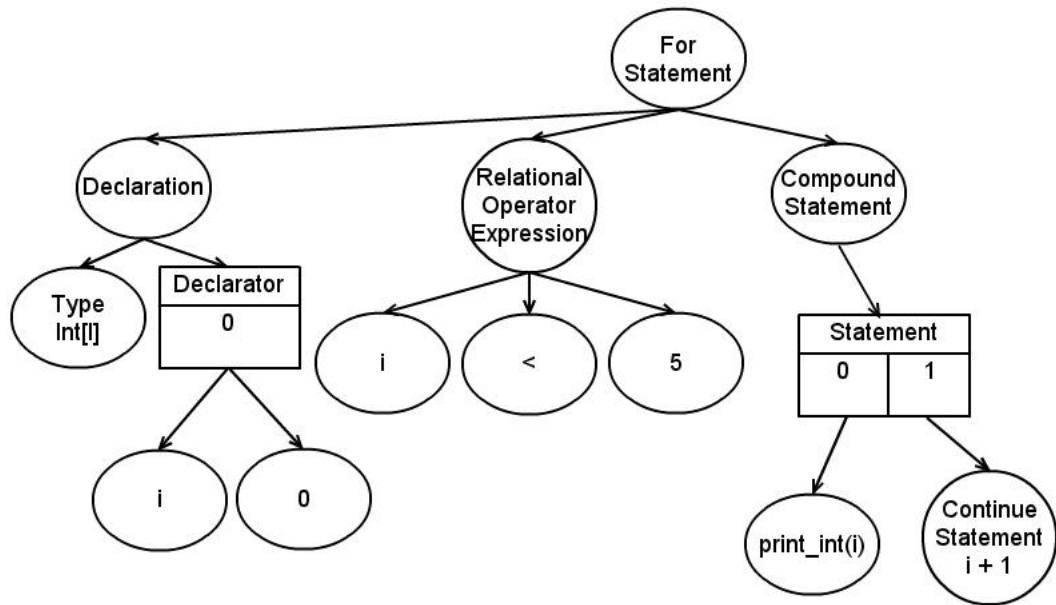 For
Statement
Declaration
Relational
Operator
Expression
Compound
Statement
Type
Int[I]
Declarator
0
i
<
5
Statement
0 1
i
0
print_int(i)
Continue
Statement
i + 1